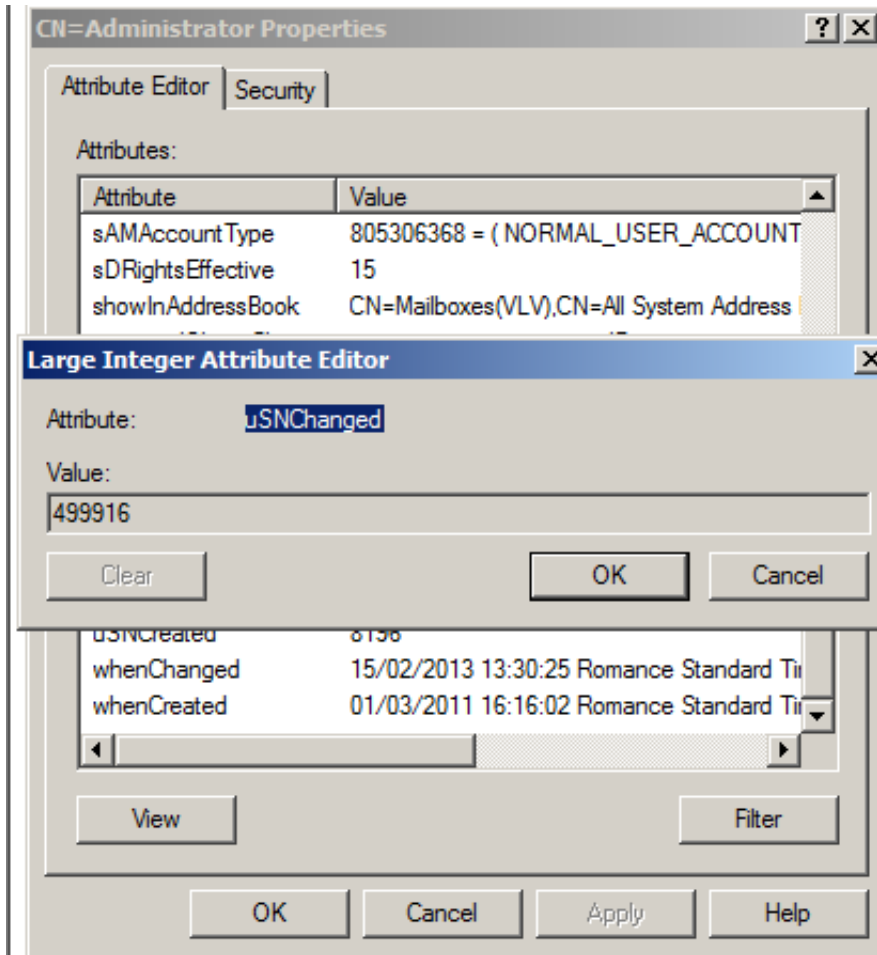 CN=Administrator Properties
Attribute Editor Security
Attributes:
Attribute Value
sAMAccountType 805306368 = ( NORMAL_USER_ACCOUNT
sDRightsEffective 15
showInAddressBook CN=Mailboxes(VLV),CN=All System Address
Large Integer Attribute Editor
Attribute: uSNChanged
Value:
499916
Clear OK Cancel
uSNCreated 8196
whenChanged 15/02/2013 13:30:25 Romance Standard Ti
whenCreated 01/03/2011 16:16:02 Romance Standard Ti
View Filter
OK Cancel Apply Help